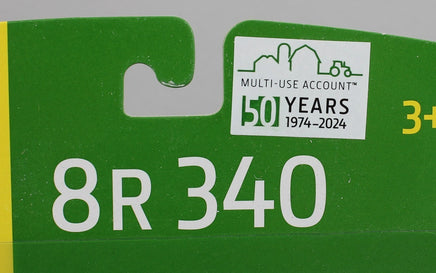 MULTI-USE ACCOUNT™
50 YEARS
1974-2024
3+
8R 340